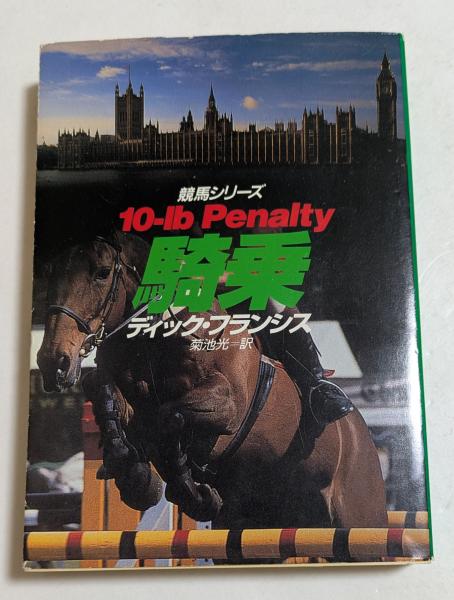 競馬シリーズ
10-lb Penalty
騎乗
ディック・フランシス
菊池光＝訳